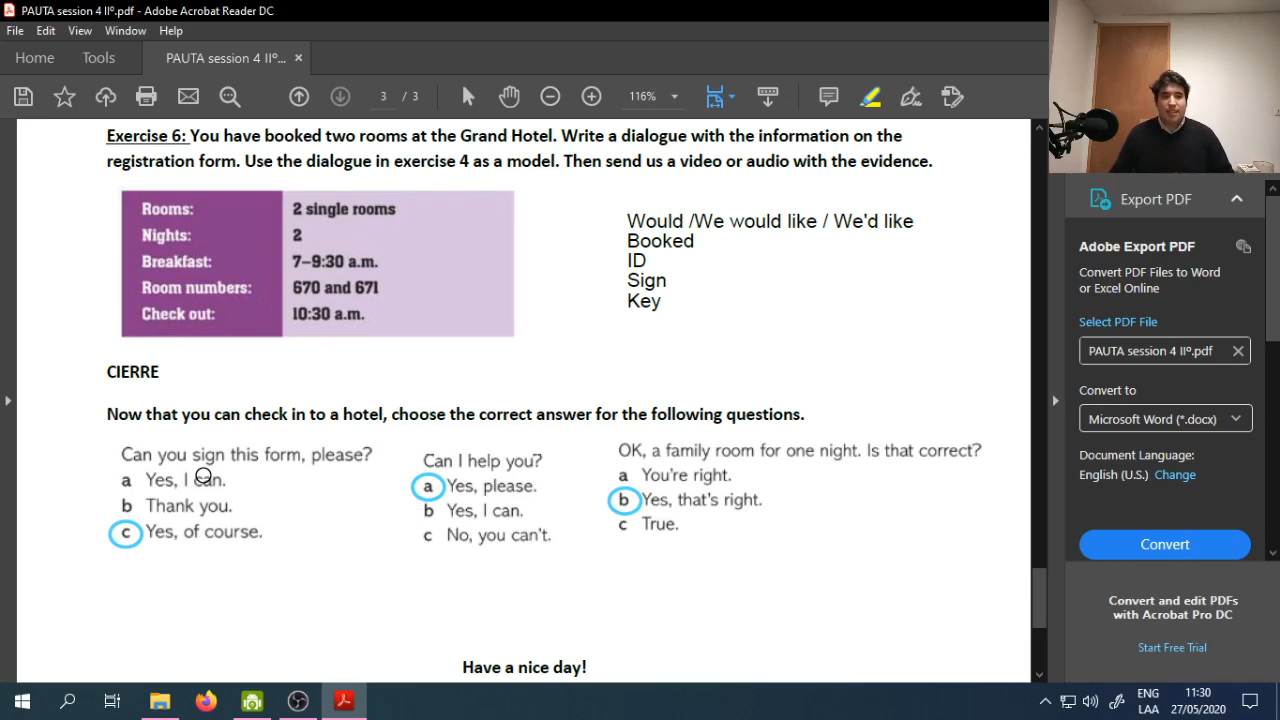 PAUTA session 4 IIº.pdf - Adobe Acrobat Reader DC
File Edit View Window Help
Home Tools PAUTA session 4 IIº... ×
3 / 3 116%
Exercise 6: You have booked two rooms at the Grand Hotel. Write a dialogue with the information on the
registration form. Use the dialogue in exercise 4 as a model. Then send us a video or audio with the evidence.
Rooms: 2 single rooms
Nights: 2
Breakfast: 7–9:30 a.m.
Room numbers: 670 and 671
Check out: 10:30 a.m.
Would /We would like / We'd like
Booked
ID
Sign
Key
CIERRE
Now that you can check in to a hotel, choose the correct answer for the following questions.
Can you sign this form, please?
a Yes, I can.
b Thank you.
c Yes, of course.
Can I help you?
a Yes, please.
b Yes, I can.
c No, you can't.
OK, a family room for one night. Is that correct?
a You're right.
b Yes, that's right.
c True.
Have a nice day!
Export PDF
Adobe Export PDF
Convert PDF Files to Word
or Excel Online
Select PDF File
PAUTA session 4 IIº.pdf
Convert to
Microsoft Word (*.docx)
Document Language:
English (U.S.) Change
Convert
Convert and edit PDFs
with Acrobat Pro DC
Start Free Trial
ENG 11:30
LAA 27/05/2020